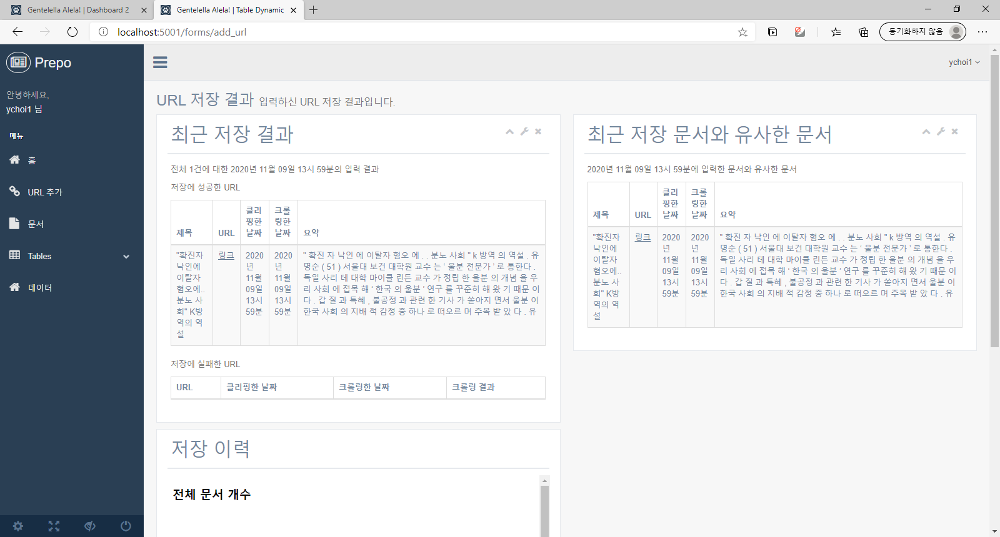 Gentelella Alela! | Dashboard 2
Gentelella Alela! | Table Dynamic
localhost:5001/forms/add_url
동기화하지 않음
Prepo
ychoi1
안녕하세요,
ychoi1 님
메뉴
홈
URL 추가
문서
Tables
데이터
URL 저장 결과 입력하신 URL 저장 결과입니다.
최근 저장 결과
전체 1건에 대한 2020년 11월 09일 13시 59분의 입력 결과
저장에 성공한 URL
제목
URL
클리
핑한
날짜
크롤
링한
날짜
요약
"확진자
낙인에
이탈자
혐오에..
분노 사
회" K방
역의 역
설
링크
2020
년
11월
09일
13시
59분
2020
년
11월
09일
13시
59분
" 확진 자 낙인 에 이탈자 혐오 에 . . 분노 사회 " k 방역 의 역설 . 유
명순 ( 51 ) 서울대 보건 대학원 교수 는 ‘ 울분 전문가 ’ 로 통한다 .
독일 사리 테 대학 마이클 린든 교수 가 정립 한 울분 의 개념 을 우
리 사회 에 접목 해 ‘ 한국 의 울분 ’ 연구 를 꾸준히 해 왔 기 때문 이
다 . 갑 질 과 특혜 , 불공정 과 관련 한 기사 가 쏟아지 면서 울분 이
한국 사회 의 지배 적 감정 중 하나 로 떠오르 며 주목 받 았 다 . 유
저장에 실패한 URL
URL
클리핑한 날짜
크롤링한 날짜
크롤링 결과
저장 이력
전체 문서 개수
최근 저장 문서와 유사한 문서
2020년 11월 09일 13시 59분에 입력한 문서와 유사한 문서
제목
URL
클리
핑한
날짜
크롤
링한
날짜
요약
"확진자
낙인에
이탈자
혐오에..
분노 사
회" K방
역의 역
설
링크
2020
년
11월
09일
13시
59분
2020
년
11월
09일
13시
59분
" 확진 자 낙인 에 이탈자 혐오 에 . . 분노 사회 " k 방역 의 역설 . 유
명순 ( 51 ) 서울대 보건 대학원 교수 는 ‘ 울분 전문가 ’ 로 통한다 .
독일 사리 테 대학 마이클 린든 교수 가 정립 한 울분 의 개념 을 우
리 사회 에 접목 해 ‘ 한국 의 울분 ’ 연구 를 꾸준히 해 왔 기 때문 이
다 . 갑 질 과 특혜 , 불공정 과 관련 한 기사 가 쏟아지 면서 울분 이
한국 사회 의 지배 적 감정 중 하나 로 떠오르 며 주목 받 았 다 . 유